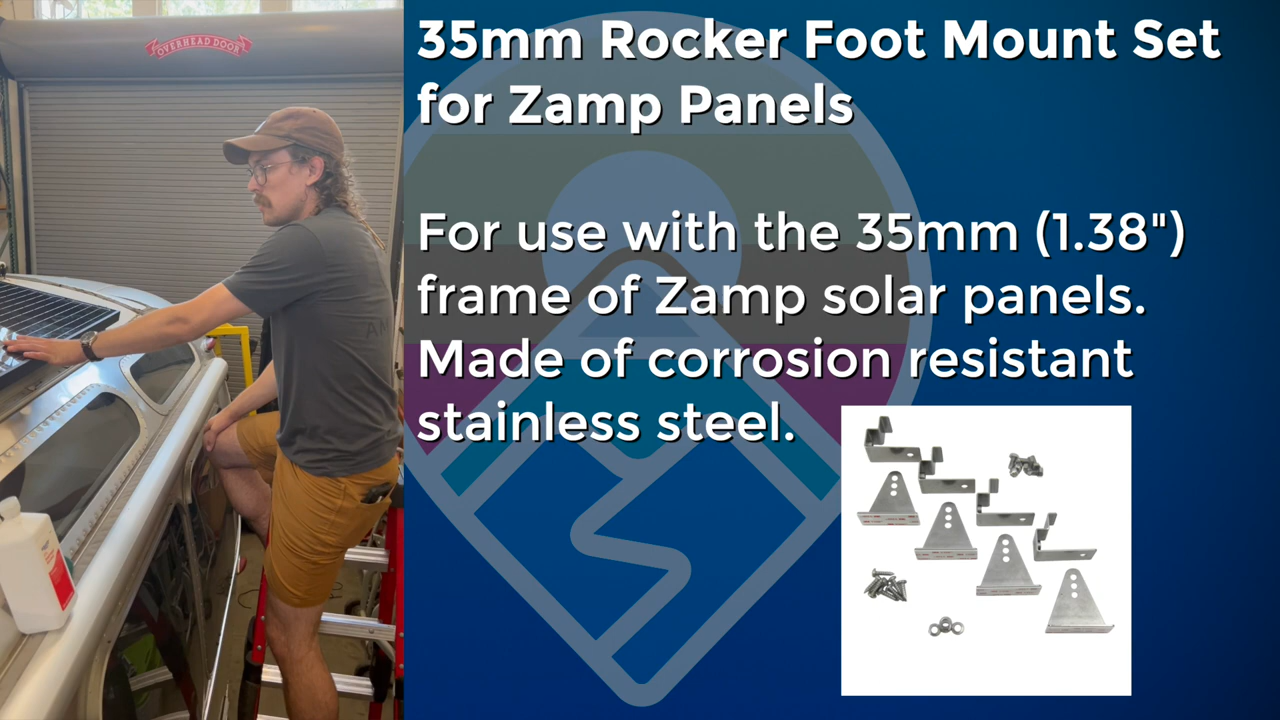 OVERHEAD DOOR
35mm Rocker Foot Mount Set
for Zamp Panels
For use with the 35mm (1.38")
frame of Zamp solar panels.
Made of corrosion resistant
stainless steel.